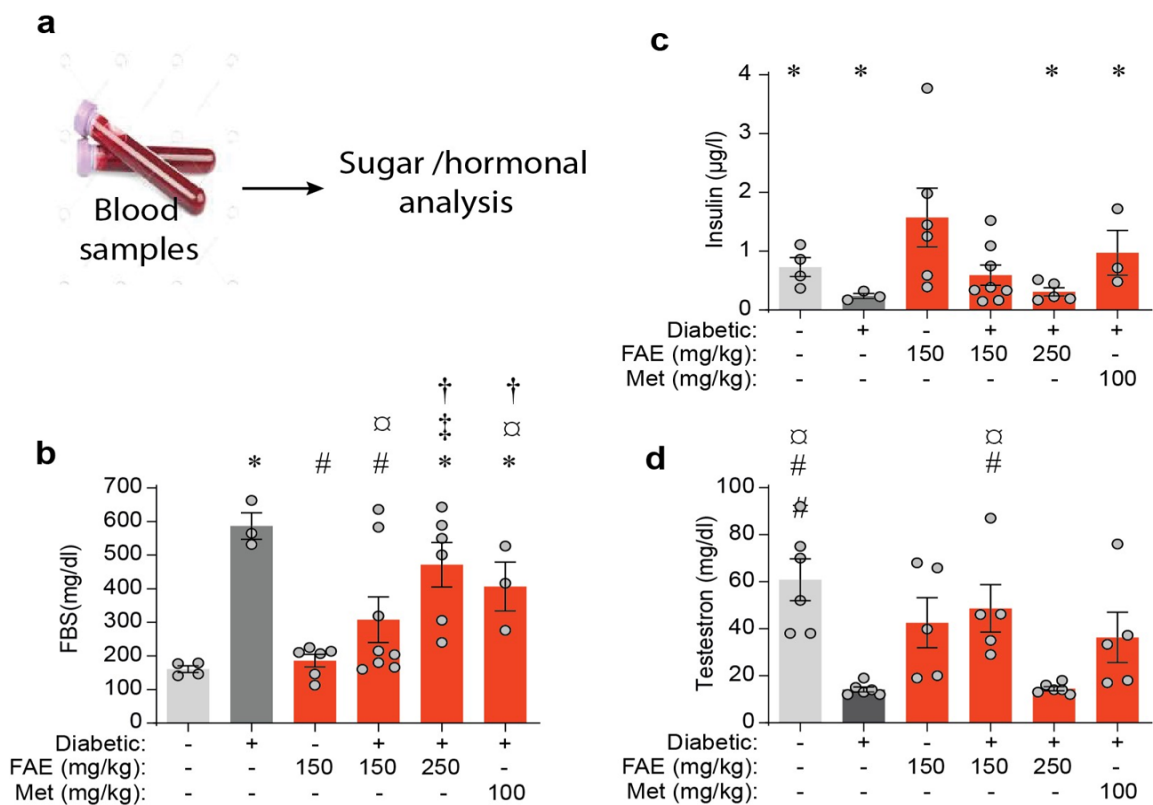 a
Blood
samples
Sugar /hormonal
analysis
b
† †
¤ ‡ ¤
* # # * *
700
600
500
400
300
200
100
0
FBS(mg/dl)
Diabetic: - + - + + +
FAE (mg/kg): - - 150 150 250 -
Met (mg/kg): - - - - - 100
c
* * * *
4
3
2
1
0
Insulin (µg/l)
Diabetic: - + - + + +
FAE (mg/kg): - - 150 150 250 -
Met (mg/kg): - - - - - 100
d
¤ ¤
# #
#
100
80
60
40
20
0
Testestron (mg/dl)
Diabetic: - + - + + +
FAE (mg/kg): - - 150 150 250 -
Met (mg/kg): - - - - - 100